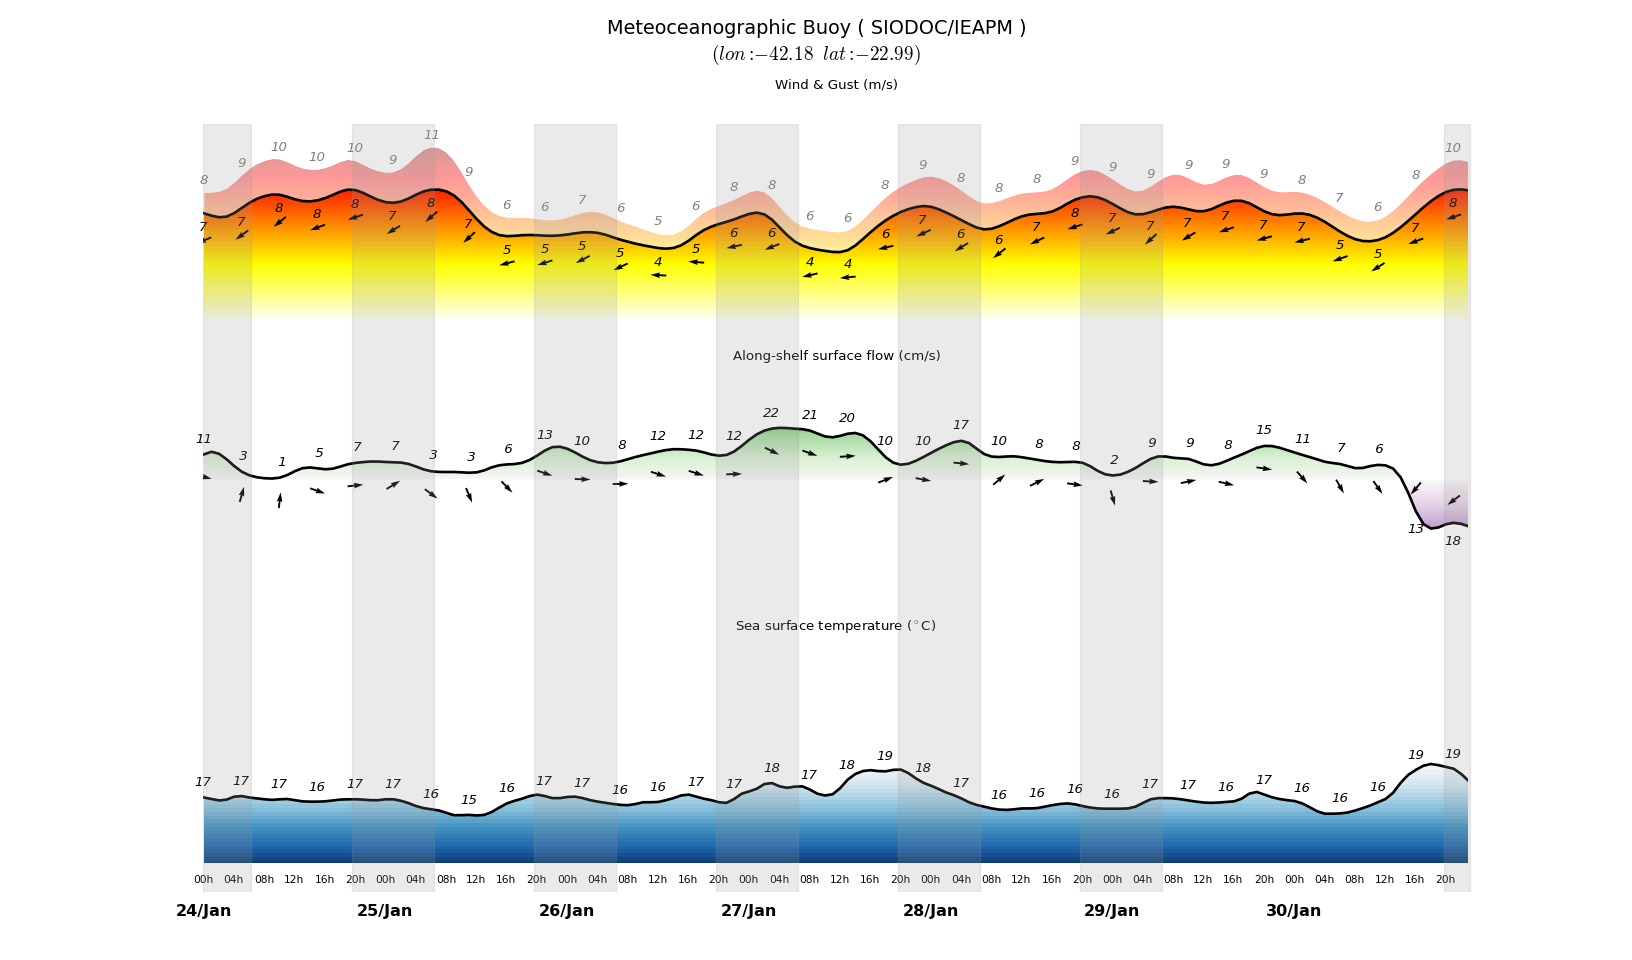 Meteoceanographic Buoy ( SIODOC/IEAPM )
(lon:−42.18 lat:−22.99)
Wind & Gust (m/s)
8 9 10 10 10 9 11 9 6 6 7 6 5 6 8 8 6 6 8 9 8 8 8 9 9 9 9 9 9 8 7 6 8 10
7 7 8 8 8 7 8 7 5 5 5 5 4 5 6 6 4 4 6 7 6 6 7 8 7 7 7 7 7 7 5 5 7 8
Along-shelf surface flow (cm/s)
11 3 1 5 7 7 3 3 6 13 10 8 12 12 12 22 21 20 10 10 17 10 8 8 2 9 9 8 15 11 7 6 13 18
Sea surface temperature (°C)
17 17 17 16 17 17 16 15 16 17 17 16 16 17 17 18 17 18 19 18 17 16 16 16 16 17 17 16 17 16 16 16 19 19
00h 04h 08h 12h 16h 20h 00h 04h 08h 12h 16h 20h 00h 04h 08h 12h 16h 20h 00h 04h 08h 12h 16h 20h 00h 04h 08h 12h 16h 20h 00h 04h 08h 12h 16h 20h 00h 04h 08h 12h 16h 20h
24/Jan 25/Jan 26/Jan 27/Jan 28/Jan 29/Jan 30/Jan